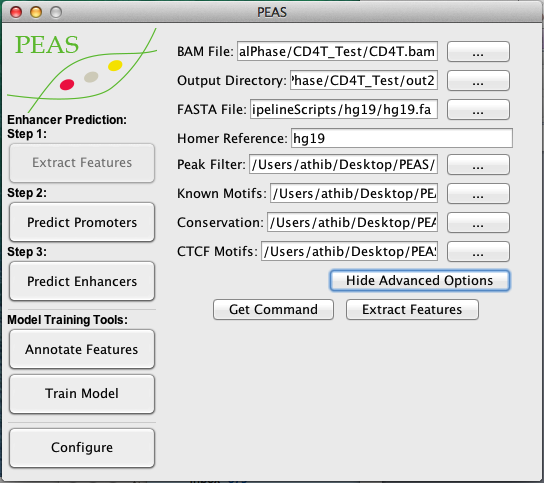 PEAS
PEAS
Enhancer Prediction:
Step 1:
Extract Features
Step 2:
Predict Promoters
Step 3:
Predict Enhancers
Model Training Tools:
Annotate Features
Train Model
Configure
BAM File: alPhase/CD4T_Test/CD4T.bam ...
Output Directory: 'hase/CD4T_Test/out2 ...
FASTA File: ipelineScripts/hg19/hg19.fa ...
Homer Reference: hg19
Peak Filter: /Users/athib/Desktop/PEAS/ ...
Known Motifs: /Users/athib/Desktop/PEA ...
Conservation: /Users/athib/Desktop/PEA ...
CTCF Motifs: /Users/athib/Desktop/PEAS ...
Hide Advanced Options
Get Command Extract Features